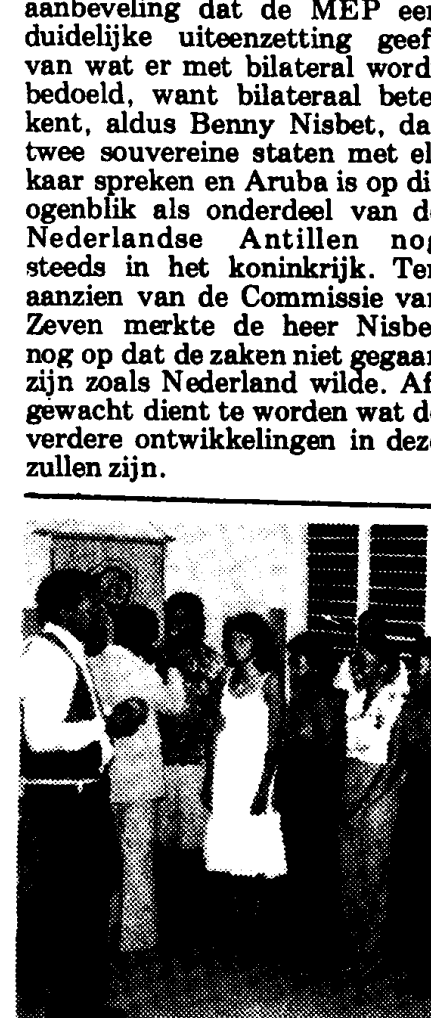 aanbeveling dat de MEP een
duidelijke uiteenzetting geef
van wat er met bilateral word
bedoeld, want bilateraal bete
kent, aldus Benny Nisbet, da
twee souvereine staten met el
kaar spreken en Aruba is op di
ogenblik als onderdeel van d
Nederlandse Antillen nog
steeds in het koninkrijk. Ter
aanzien van de Commissie van
Zeven merkte de heer Nisbe
nog op dat de zaken niet gegaan
zijn zoals Nederland wilde. Af
gewacht dient te worden wat d
verdere ontwikkelingen in dez
zullen zijn.